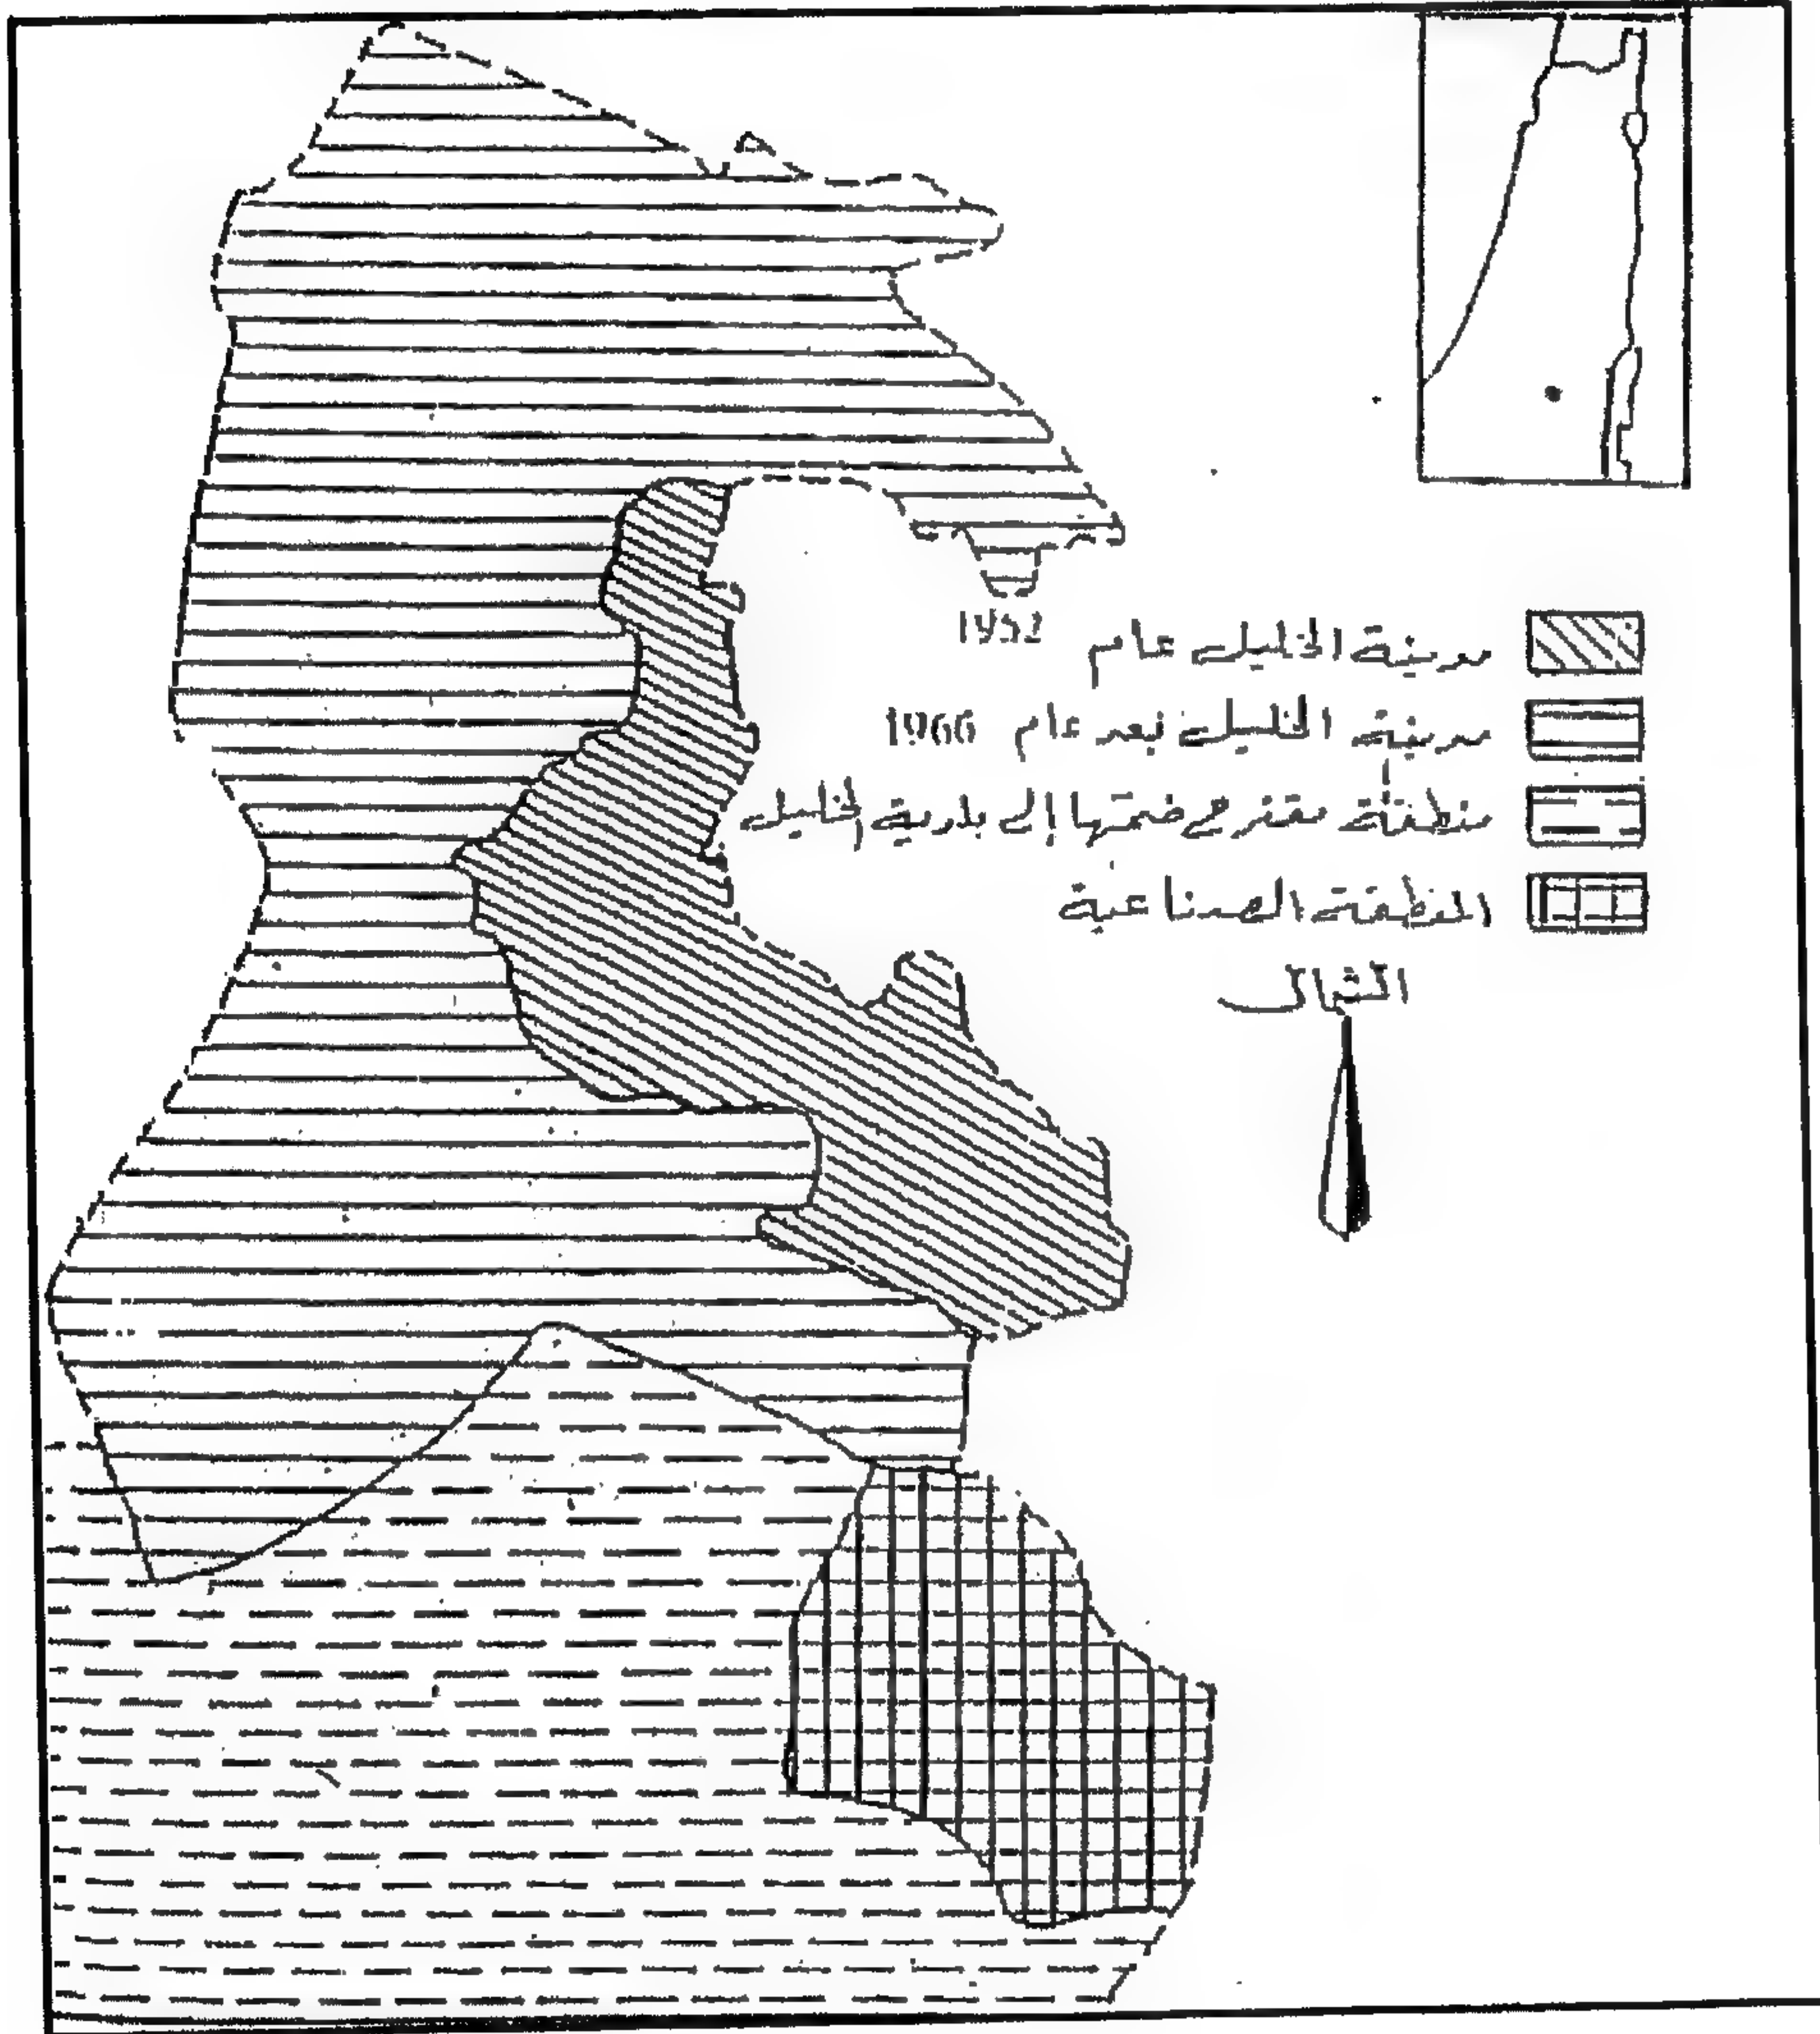 مدينة الخليل عام 1952
مدينة الخليل بعد عام 1966
منطقة مقترح ضمها إلى بلدية الخليل
المنطقة الصناعية
الشمال